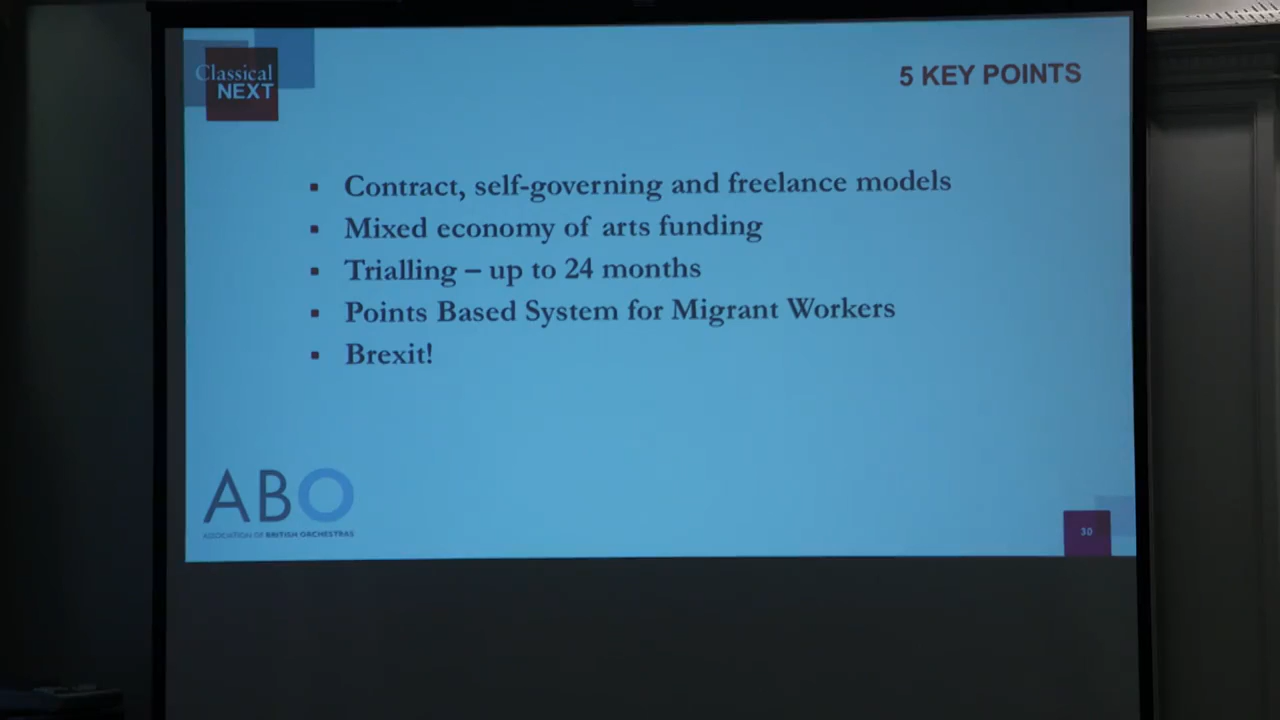 Classical
NEXT
5 KEY POINTS
▪ Contract, self-governing and freelance models
▪ Mixed economy of arts funding
▪ Trialling – up to 24 months
▪ Points Based System for Migrant Workers
▪ Brexit!
ABO
ASSOCIATION OF BRITISH ORCHESTRAS
30